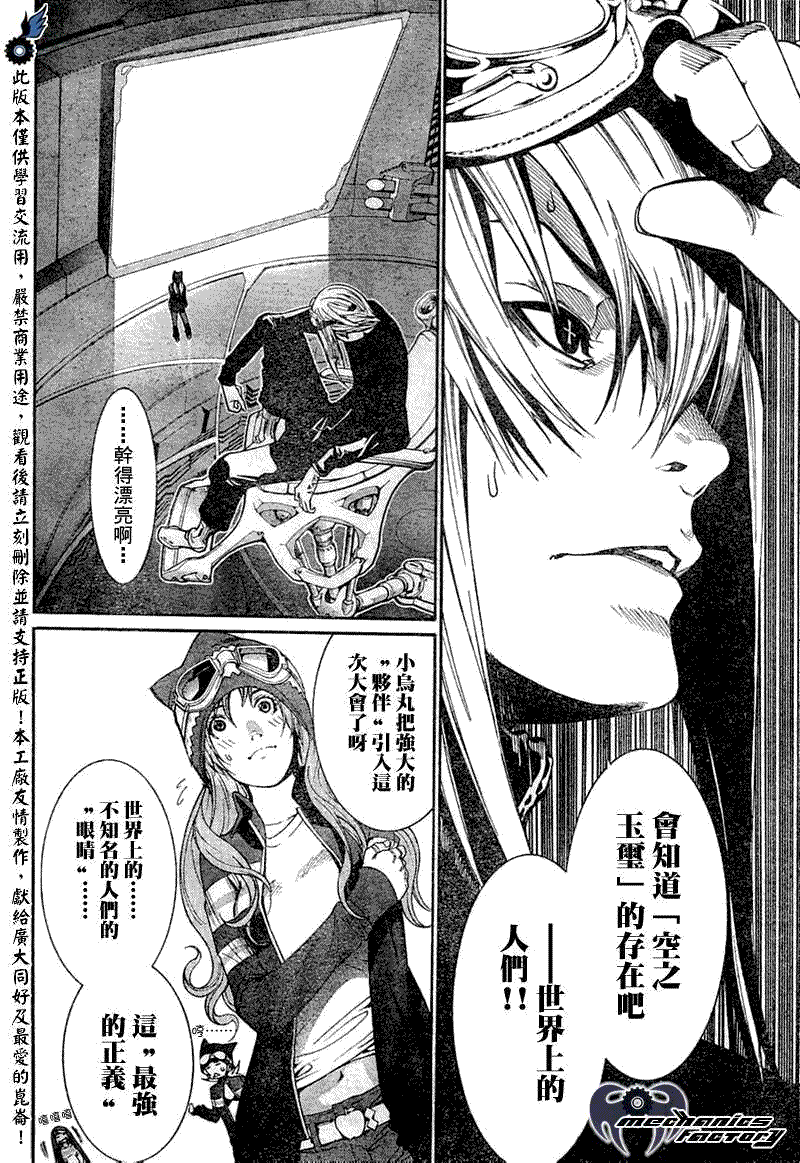 會知道「空之
玉璽」的存在吧
——世界上的
人們!!
……幹得漂亮啊…
小烏丸把強大的
”夥伴“引入這
次大會了呀
世界上的……
不知名的人們的
”眼睛“……
這”最強
的正義“
哼……
嘻嘻嘻
此版本僅供學習交流用，嚴禁商業用途，觀看後請立刻刪除並請支持正版！本工廠友情製作，獻給廣大同好及最愛的崑崙！
mechanics
factory